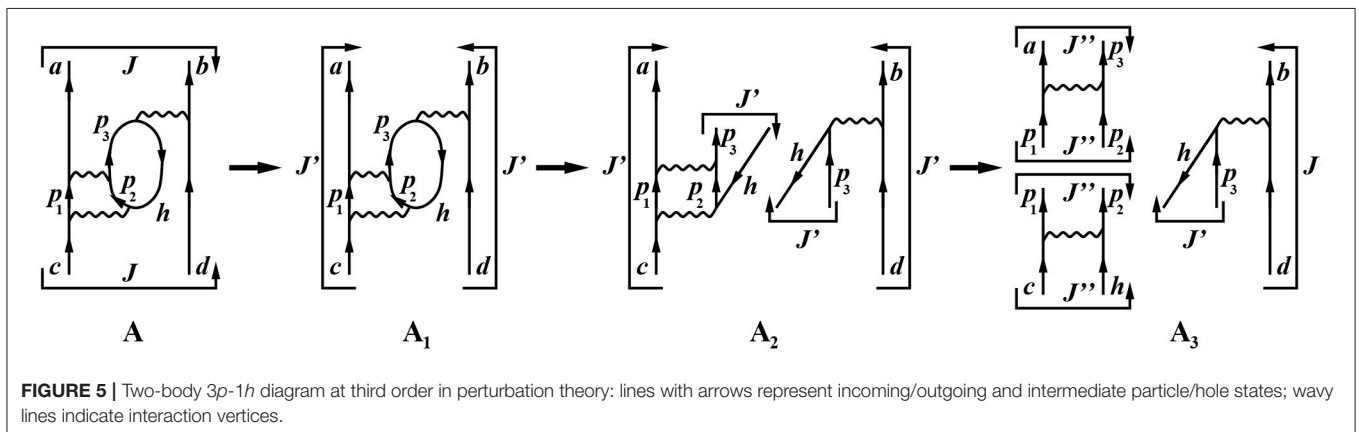 a J b
p3
p1 p2
h
c J d
A
a b
p3
J’ p1 p2 J’
h
c d
A1
a b
J’
p3
J’ p1 p2 h h p3 J’
J’
c d
A2
a J’’ p3
p1 J’’ p2
b
p1 J’’ p2
h p3 J
J’
c J’’ h d
A3
FIGURE 5 | Two-body 3p-1h diagram at third order in perturbation theory: lines with arrows represent incoming/outgoing and intermediate particle/hole states; wavy
lines indicate interaction vertices.